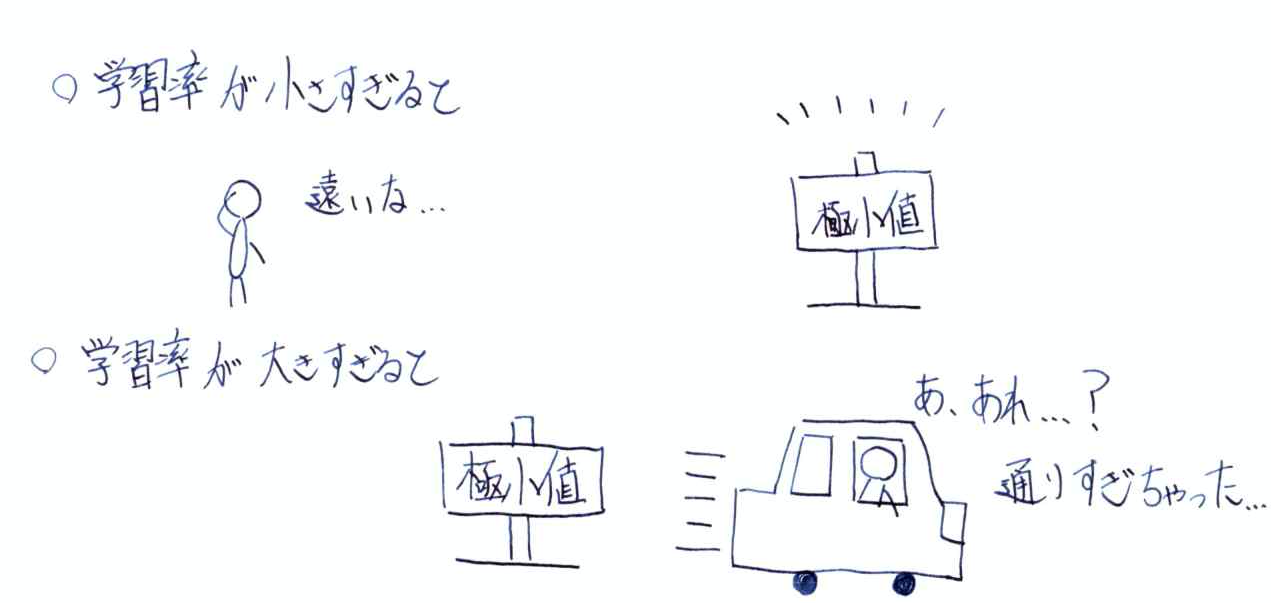 ○ 学習率が小さすぎると
遠いな...
極小値
○ 学習率が大きすぎると
極小値
あ、あれ...?
通りすぎちゃった...